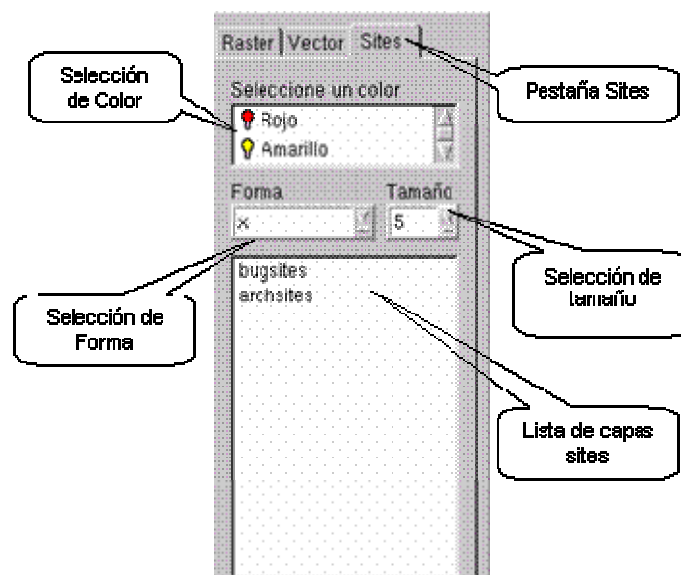 Raster Vector Sites
Selección
de Color
Pestaña Sites
Seleccione un color
Rojo
Amarillo
Forma Tamaño
x 5
bugsites
archsites
Selección de
tamaño
Selección de
Forma
Lista de capas
sites